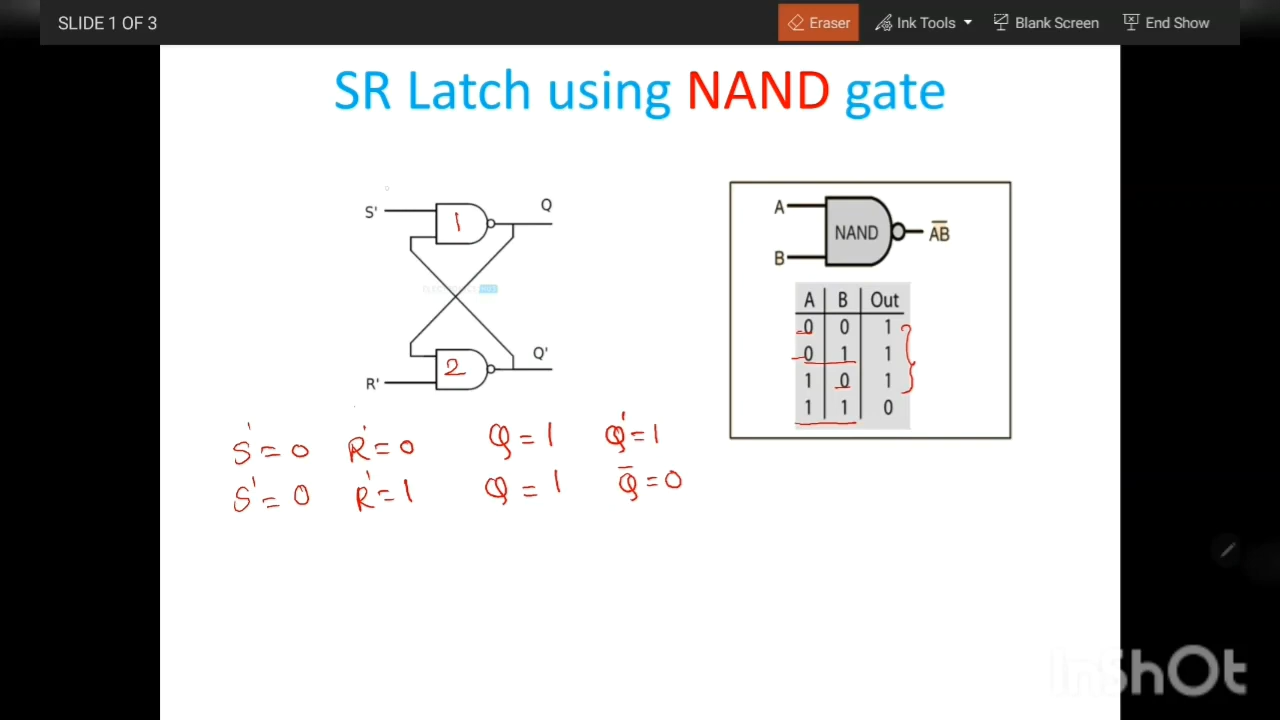 SLIDE 1 OF 3
Eraser
Ink Tools
Blank Screen
End Show
SR Latch using NAND gate
S'
1
Q
2
Q'
R'
A
B
NAND
A̅B̅
A B Out
0 0 1
0 1 1
1 0 1
1 1 0
S'=0 R'=0 Q=1 Q'=1
S'=0 R'=1 Q=1 Q̅=0
InShOt